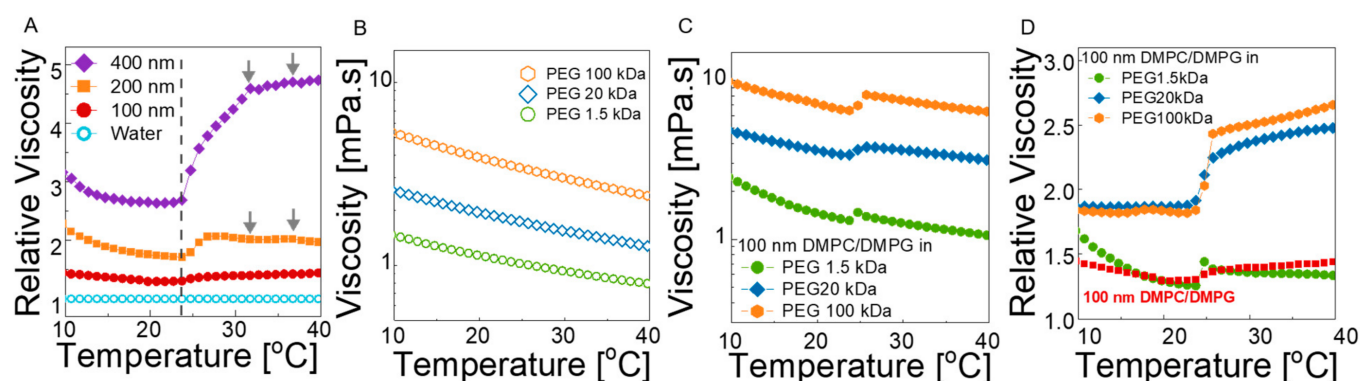 A
Relative Viscosity
5
4
3
2
1
400 nm
200 nm
100 nm
Water
10 20 30 40
Temperature [ºC]
B
Viscosity [mPa.s]
10
1
PEG 100 kDa
PEG 20 kDa
PEG 1.5 kDa
10 20 30 40
Temperature [ºC]
C
Viscosity [mPa.s]
10
1
100 nm DMPC/DMPG in
PEG 1.5 kDa
PEG20 kDa
PEG 100 kDa
10 20 30 40
Temperature [ºC]
D
Relative Viscosity
3.0
2.5
2.0
1.5
1.0
100 nm DMPC/DMPG in
PEG1.5kDa
PEG20kDa
PEG100kDa
100 nm DMPC/DMPG
10 20 30 40
Temperature [ºC]